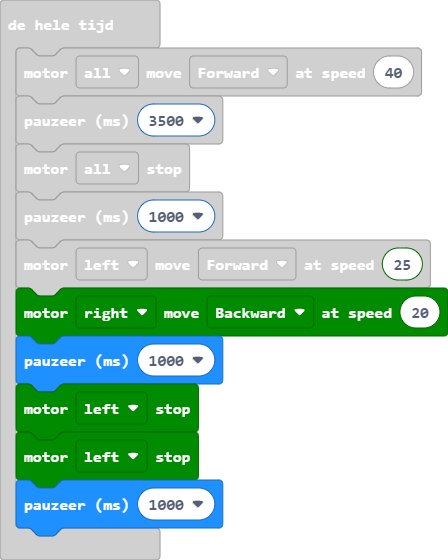 de hele tijd
motor all move Forward at speed 40
pauzeer (ms) 3500
motor all stop
pauzeer (ms) 1000
motor left move Forward at speed 25
motor right move Backward at speed 20
pauzeer (ms) 1000
motor left stop
motor left stop
pauzeer (ms) 1000